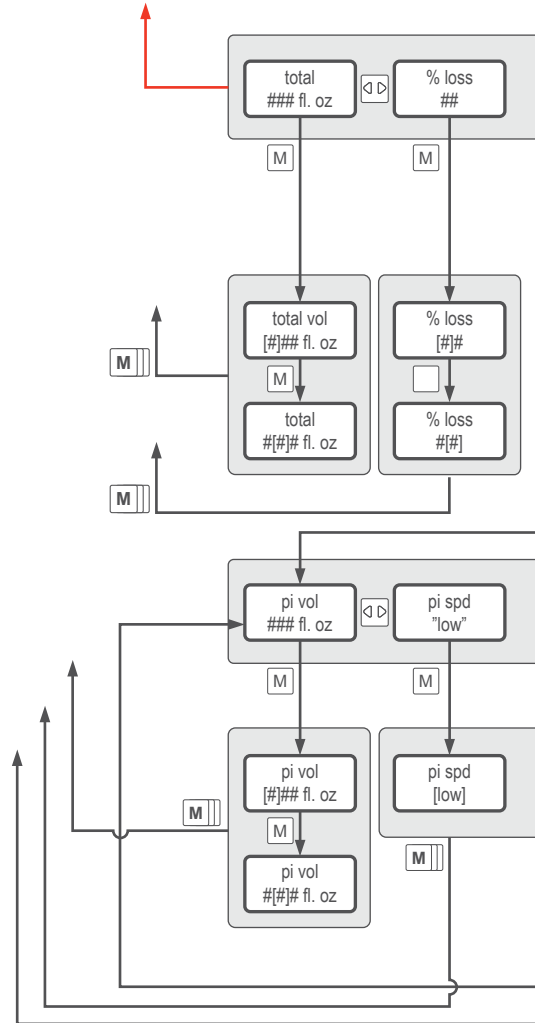 total
### fl. oz
% loss
##
M
M
total vol
[#]## fl. oz
% loss
[#]#
M
M
total
#[#]# fl. oz
% loss
#[#]
M
pi vol
### fl. oz
pi spd
"low"
M
M
pi vol
[#]## fl. oz
pi spd
[low]
M
M
M
pi vol
#[#]# fl. oz